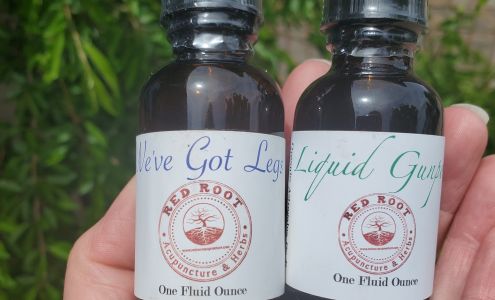 We've Got Legs
RED ROOT
Acupuncture & Herbs
One Fluid Ounce
Liquid
RED ROOT
Acupuncture & Herbs
One Fluid Ounce